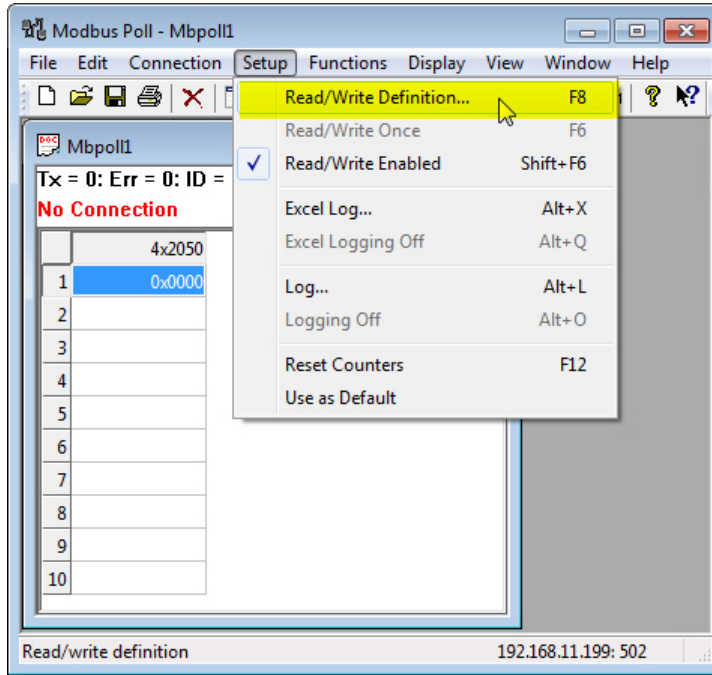 Modbus Poll - Mbpoll1
File Edit Connection Setup Functions Display View Window Help
Read/Write Definition... F8
Read/Write Once F6
Read/Write Enabled Shift+F6
Excel Log... Alt+X
Excel Logging Off Alt+Q
Log... Alt+L
Logging Off Alt+O
Reset Counters F12
Use as Default
Mbpoll1
Tx = 0: Err = 0: ID =
No Connection
4x2050
1 0x0000
2
3
4
5
6
7
8
9
10
Read/write definition 192.168.11.199: 502